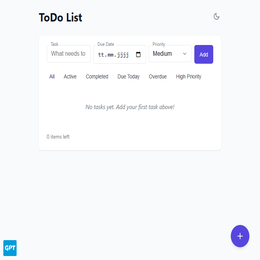 ToDo List
Task
Due Date
Priority
What needs to
tt.mm.jjjj
Medium
Add
All Active Completed Due Today Overdue High Priority
No tasks yet. Add your first task above!
0 items left
+
GPT